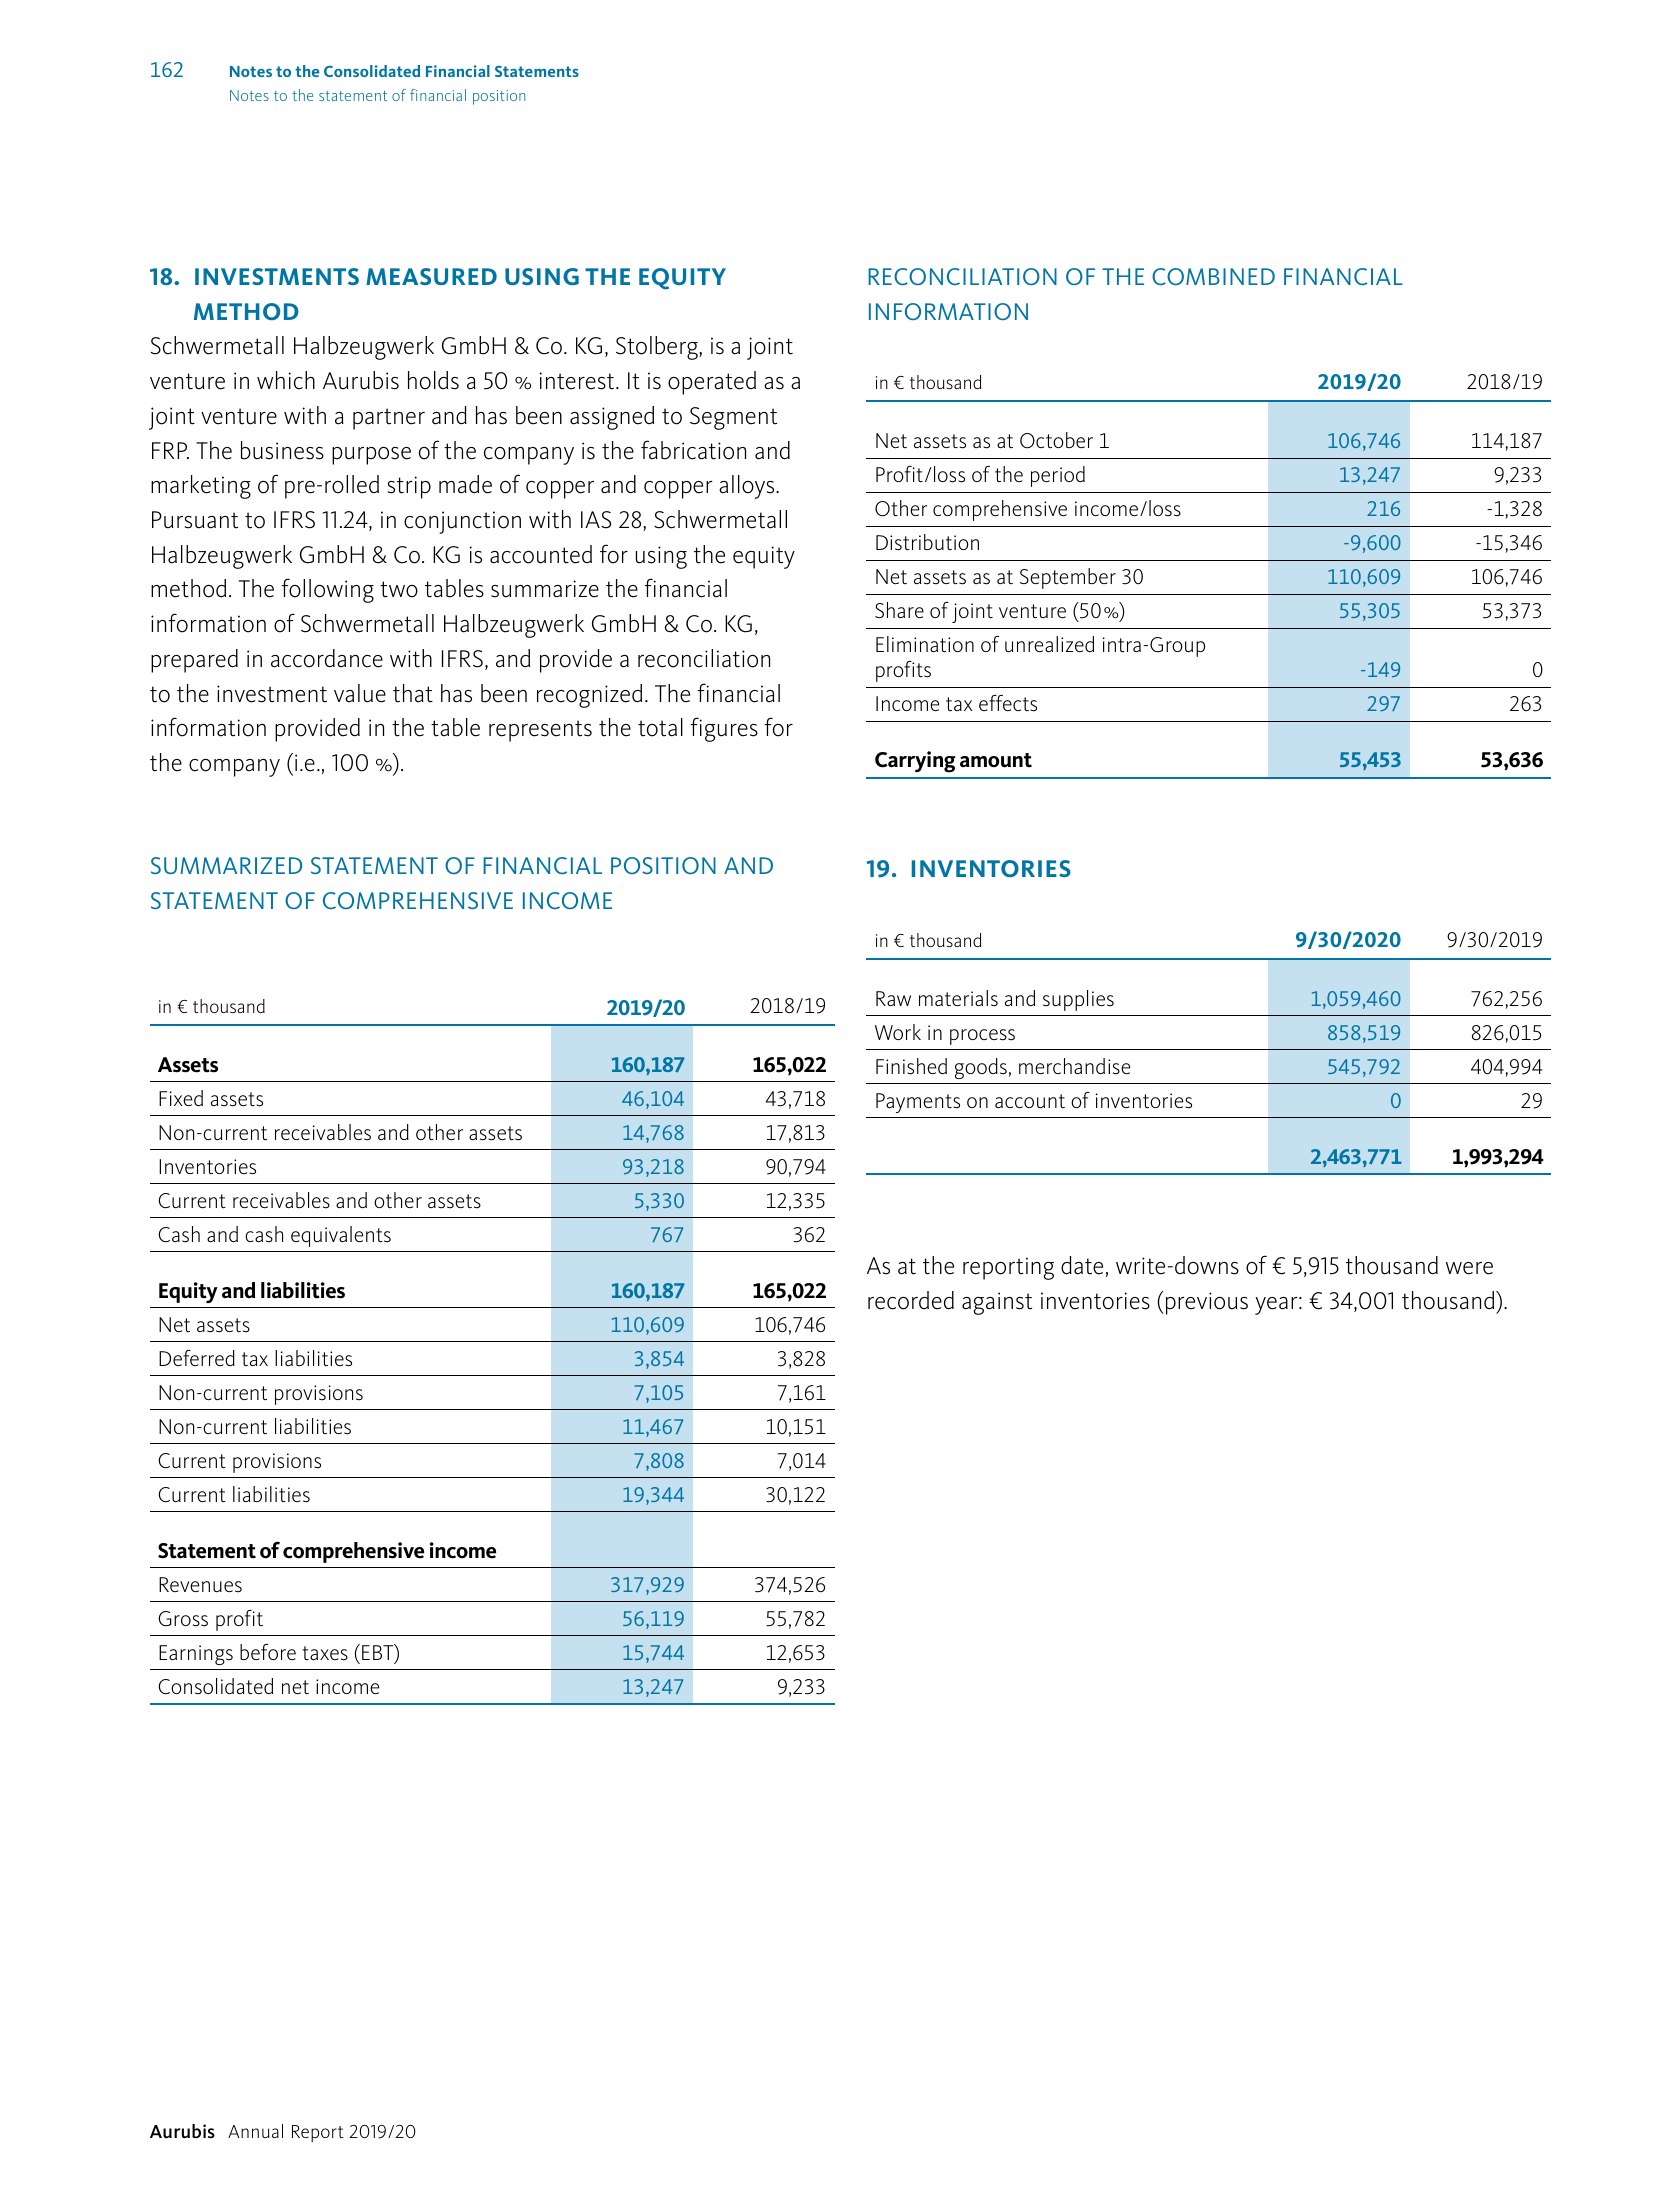 162 Notes to the Consolidated Financial Statements
Notes to the statement of financial position
18. INVESTMENTS MEASURED USING THE EQUITY
METHOD
Schwermetall Halbzeugwerk GmbH & Co. KG, Stolberg, is a joint
venture in which Aurubis holds a 50 % interest. It is operated as a
joint venture with a partner and has been assigned to Segment
FRP. The business purpose of the company is the fabrication and
marketing of pre-rolled strip made of copper and copper alloys.
Pursuant to IFRS 11.24, in conjunction with IAS 28, Schwermetall
Halbzeugwerk GmbH & Co. KG is accounted for using the equity
method. The following two tables summarize the financial
information of Schwermetall Halbzeugwerk GmbH & Co. KG,
prepared in accordance with IFRS, and provide a reconciliation
to the investment value that has been recognized. The financial
information provided in the table represents the total figures for
the company (i.e., 100 %).
SUMMARIZED STATEMENT OF FINANCIAL POSITION AND
STATEMENT OF COMPREHENSIVE INCOME
in € thousand 2019/20 2018/19
Assets 160,187 165,022
Fixed assets 46,104 43,718
Non-current receivables and other assets 14,768 17,813
Inventories 93,218 90,794
Current receivables and other assets 5,330 12,335
Cash and cash equivalents 767 362
Equity and liabilities 160,187 165,022
Net assets 110,609 106,746
Deferred tax liabilities 3,854 3,828
Non-current provisions 7,105 7,161
Non-current liabilities 11,467 10,151
Current provisions 7,808 7,014
Current liabilities 19,344 30,122
Statement of comprehensive income
Revenues 317,929 374,526
Gross profit 56,119 55,782
Earnings before taxes (EBT) 15,744 12,653
Consolidated net income 13,247 9,233
RECONCILIATION OF THE COMBINED FINANCIAL
INFORMATION
in € thousand 2019/20 2018/19
Net assets as at October 1 106,746 114,187
Profit/loss of the period 13,247 9,233
Other comprehensive income/loss 216 -1,328
Distribution -9,600 -15,346
Net assets as at September 30 110,609 106,746
Share of joint venture (50%) 55,305 53,373
Elimination of unrealized intra-Group
profits -149 0
Income tax effects 297 263
Carrying amount 55,453 53,636
19. INVENTORIES
in € thousand 9/30/2020 9/30/2019
Raw materials and supplies 1,059,460 762,256
Work in process 858,519 826,015
Finished goods, merchandise 545,792 404,994
Payments on account of inventories 0 29
2,463,771 1,993,294
As at the reporting date, write-downs of € 5,915 thousand were
recorded against inventories (previous year: € 34,001 thousand).
Aurubis Annual Report 2019/20